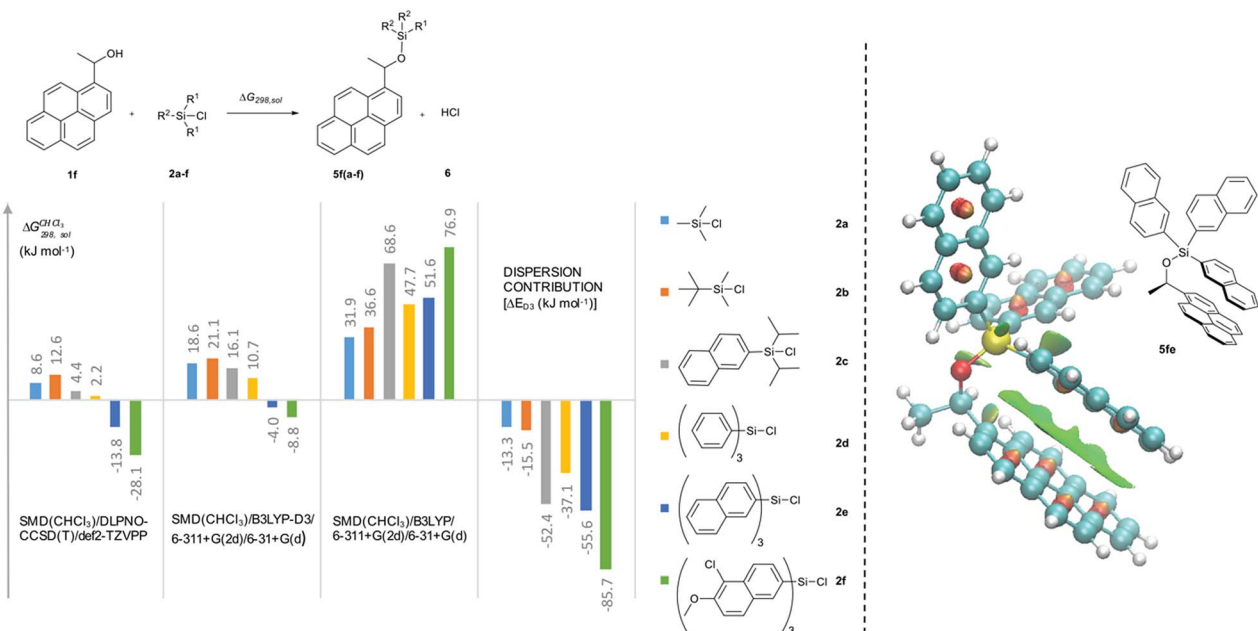 OH
R¹
R²-Si-Cl
R¹
+
ΔG298,sol
R²
R²
R¹
Si
O
+
HCl
1f
2a-f
5f(a-f)
6
ΔG CHCl₃ 298, sol
(kJ mol⁻¹)
8.6
12.6
4.4
2.2
-13.8
-28.1
SMD(CHCl₃)/DLPNO-
CCSD(T)/def2-TZVPP
18.6
21.1
16.1
10.7
-4.0
-8.8
SMD(CHCl₃)/B3LYP-D3/
6-311+G(2d)/6-31+G(d)
31.9
36.6
68.6
47.7
51.6
76.9
SMD(CHCl₃)/B3LYP/
6-311+G(2d)/6-31+G(d)
DISPERSION
CONTRIBUTION
[ΔED3 (kJ mol⁻¹)]
-13.3
-15.5
-52.4
-37.1
-55.6
-85.7
Si-Cl
2a
Si-Cl
2b
Si-Cl
2c
Si-Cl
3
2d
Si-Cl
3
2e
Cl
O
Si-Cl
3
2f
Si
O
5fe